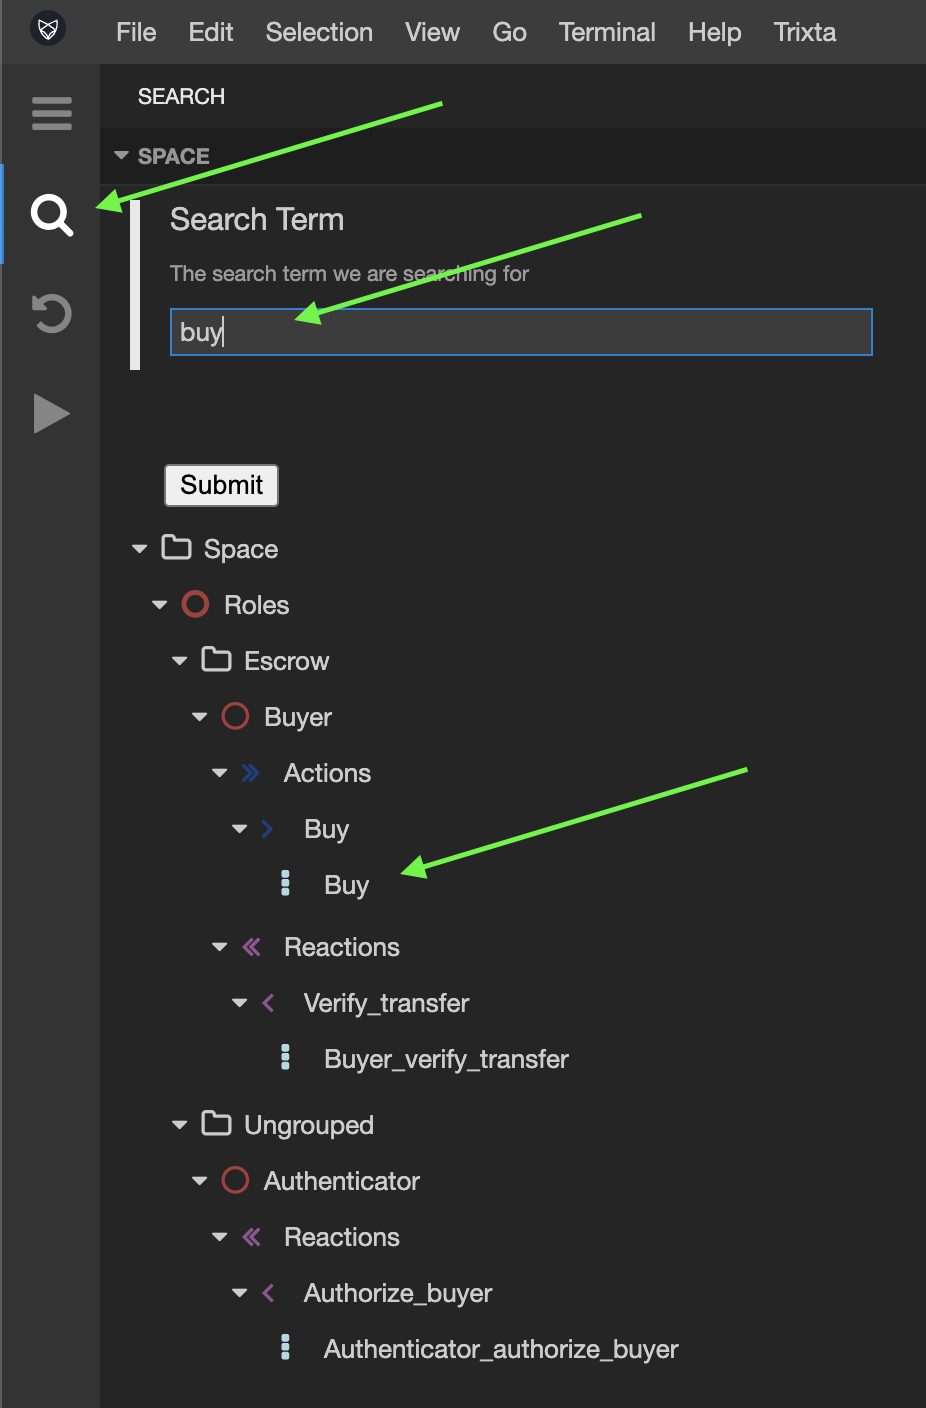 File Edit Selection View Go Terminal Help Trixta
SEARCH
SPACE
Search Term
The search term we are searching for
buy
Submit
Space
Roles
Escrow
Buyer
Actions
Buy
Buy
Reactions
Verify_transfer
Buyer_verify_transfer
Ungrouped
Authenticator
Reactions
Authorize_buyer
Authenticator_authorize_buyer